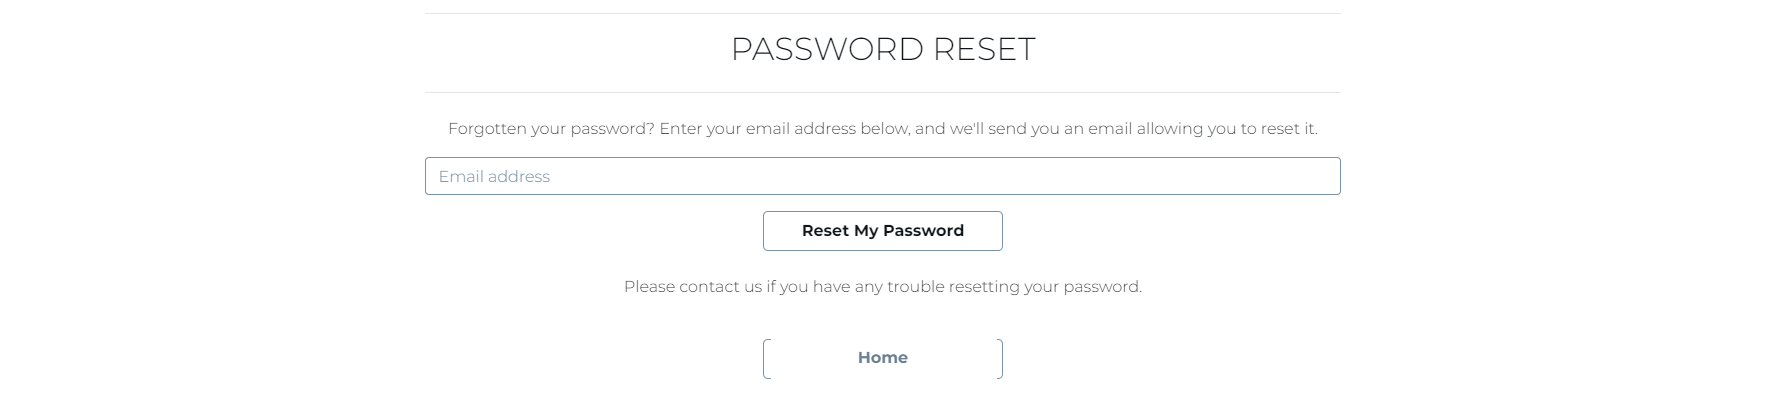 PASSWORD RESET
Forgotten your password? Enter your email address below, and we'll send you an email allowing you to reset it.
Email address
Reset My Password
Please contact us if you have any trouble resetting your password.
Home